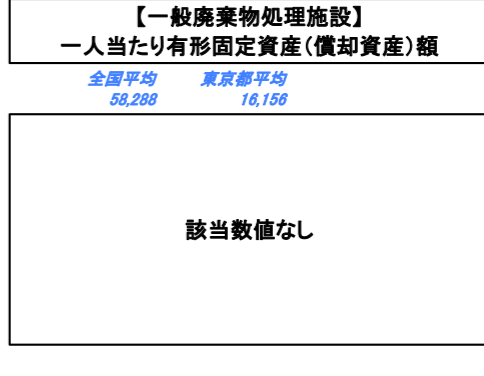 【一般廃棄物処理施設】
一人当たり有形固定資産（償却資産）額
全国平均 東京都平均
58,288 16,156
該当数値なし